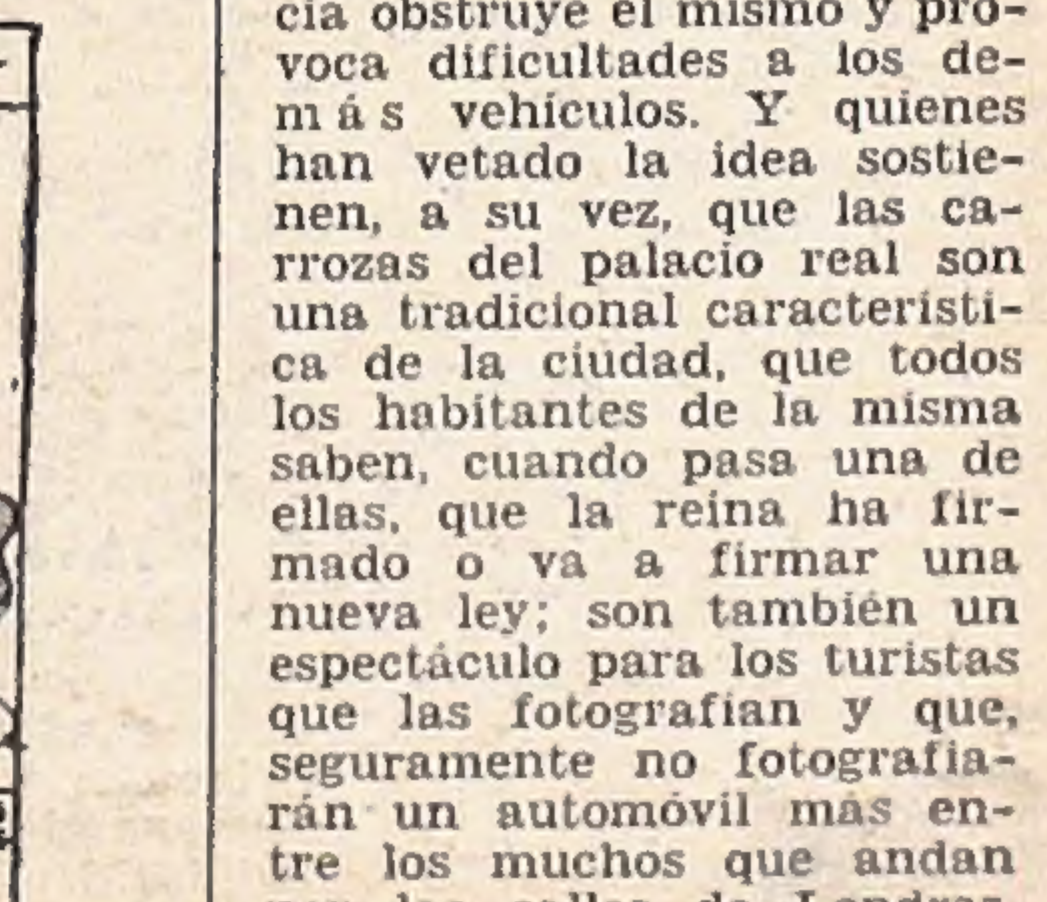 cia obstruye el mismo y pro-
voca dificultades a los de-
más vehículos. Y quienes
han vetado la idea sostie-
nen, a su vez, que las ca-
rrozas del palacio real son
una tradicional característi-
ca de la ciudad, que todos
los habitantes de la misma
saben, cuando pasa una de
ellas, que la reina ha fir-
mado o va a firmar una
nueva ley; son también un
espectáculo para los turistas
que las fotografían y que,
seguramente no fotografia-
rán un automóvil más en-
tre los muchos que andan